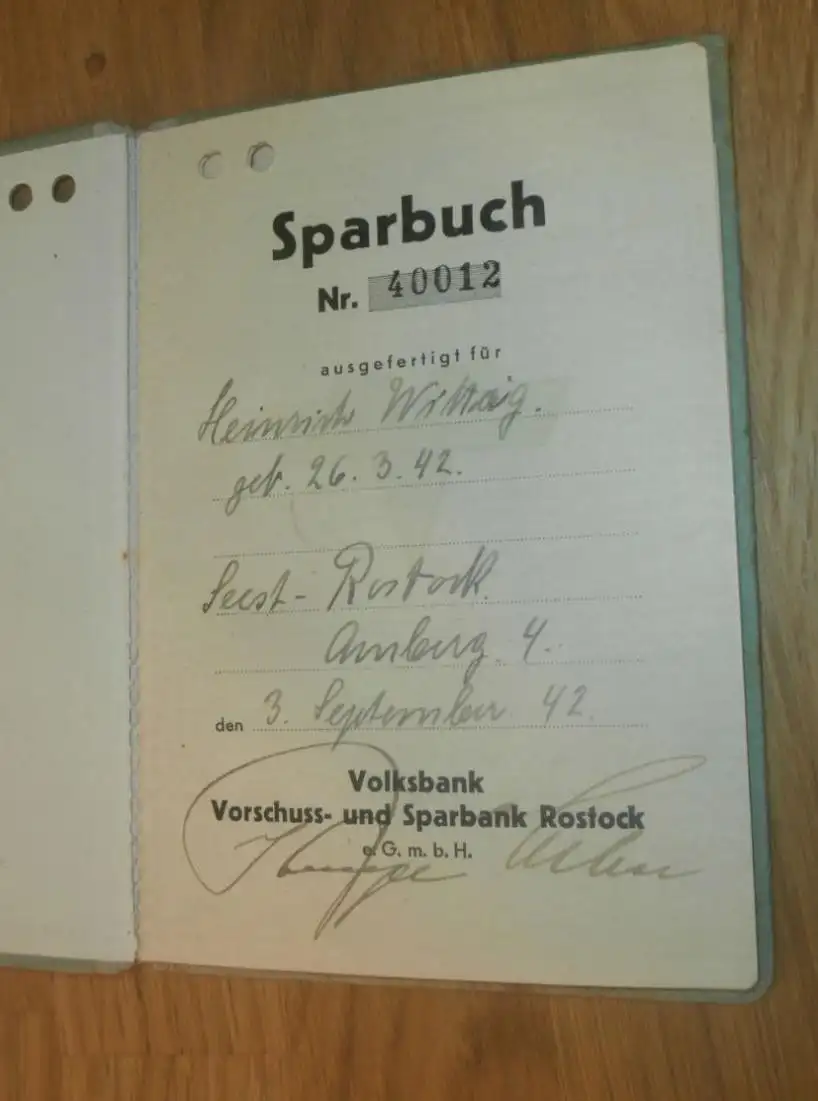 Sparbuch
Nr. 40012
ausgefertigt für
Heinrich Wittig.
geb. 26. 3. 42.
Rostock
Amberg 4.
den 3. September 42.
Volksbank
Vorschuss- und Sparbank Rostock
e. G. m. b. H.